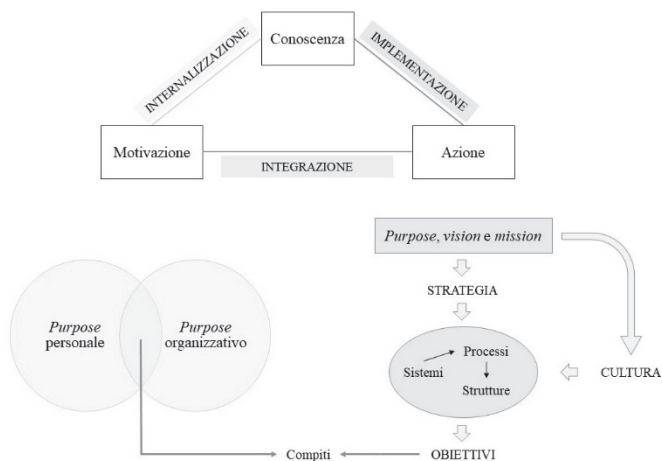 Conoscenza
INTERNALIZZAZIONE
IMPLEMENTAZIONE
Motivazione
Azione
INTEGRAZIONE
Purpose, vision e mission
STRATEGIA
Purpose
personale
Purpose
organizzativo
Processi
Sistemi
Strutture
CULTURA
Compiti
OBIETTIVI